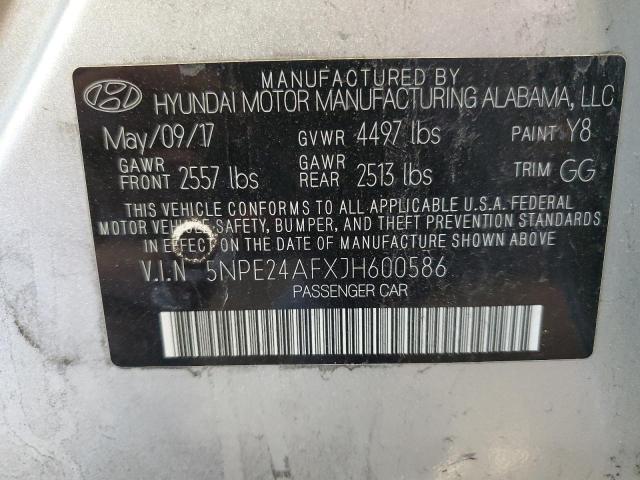 MANUFACTURED BY
HYUNDAI MOTOR MANUFACTURING ALABAMA, LLC
May/09/17 GVWR 4497 lbs PAINT Y8
GAWR FRONT 2557 lbs GAWR REAR 2513 lbs TRIM GG
THIS VEHICLE CONFORMS TO ALL APPLICABLE U.S.A. FEDERAL
MOTOR VEHICLE SAFETY, BUMPER, AND THEFT PREVENTION STANDARDS
IN EFFECT ON THE DATE OF MANUFACTURE SHOWN ABOVE
V.I.N 5NPE24AFXJH600586
PASSENGER CAR